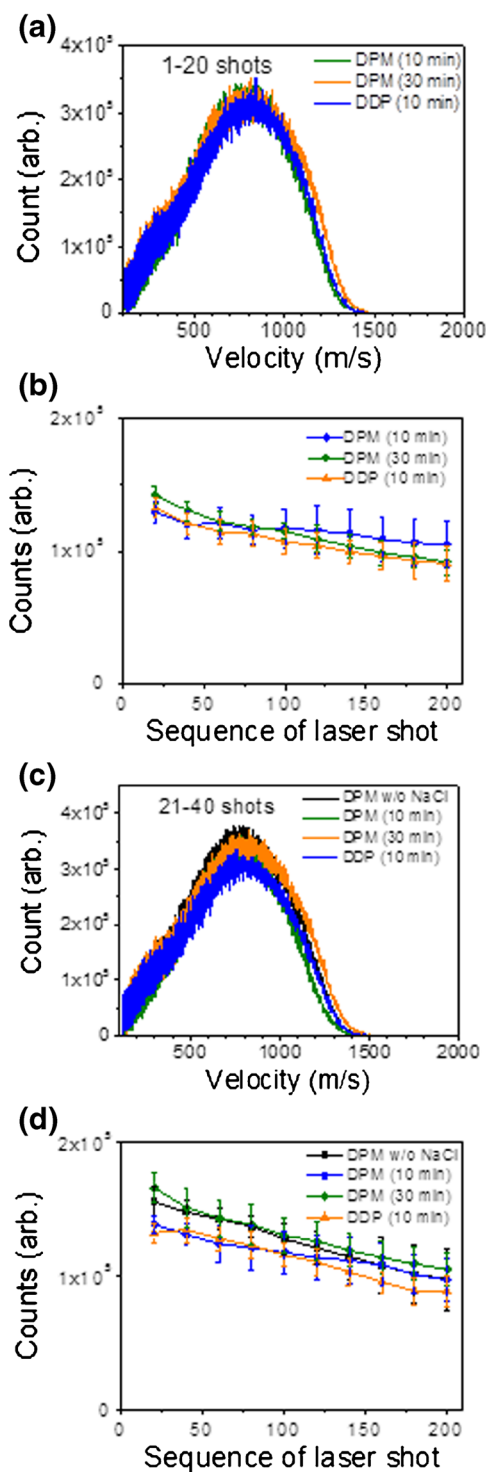 (a)
4x10⁵
3x10⁵
2x10⁵
1x10⁵
0
Count (arb.)
1-20 shots
DPM (10 min)
DPM (30 min)
DDP (10 min)
500 1000 1500 2000
Velocity (m/s)
(b)
2x10⁵
1x10⁵
0
Counts (arb.)
DPM (10 min)
DPM (30 min)
DDP (10 min)
0 50 100 150 200
Sequence of laser shot
(c)
4x10⁵
3x10⁵
2x10⁵
1x10⁵
0
Count (arb.)
21-40 shots
DPM w/o NaCl
DPM (10 min)
DPM (30 min)
DDP (10 min)
500 1000 1500 2000
Velocity (m/s)
(d)
2x10⁵
1x10⁵
0
Counts (arb.)
DPM w/o NaCl
DPM (10 min)
DPM (30 min)
DDP (10 min)
0 50 100 150 200
Sequence of laser shot